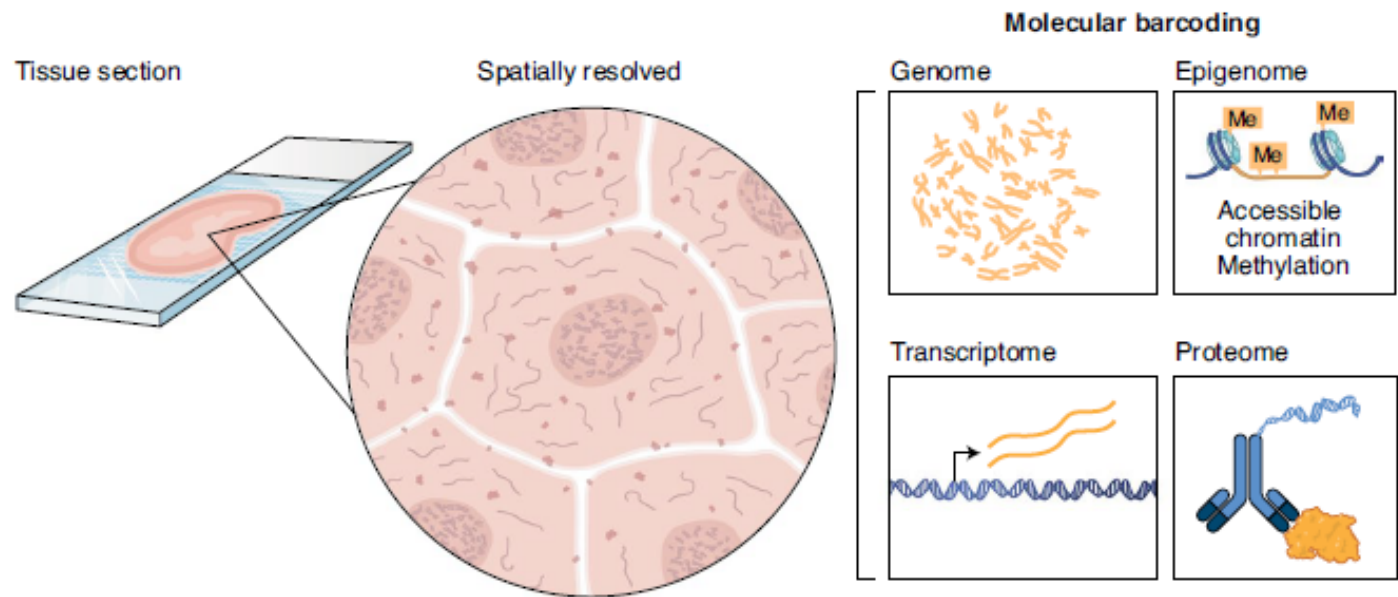 Molecular barcoding
Tissue section
Spatially resolved
Genome
Epigenome
Me
Me
Me
Accessible
chromatin
Methylation
Transcriptome
Proteome